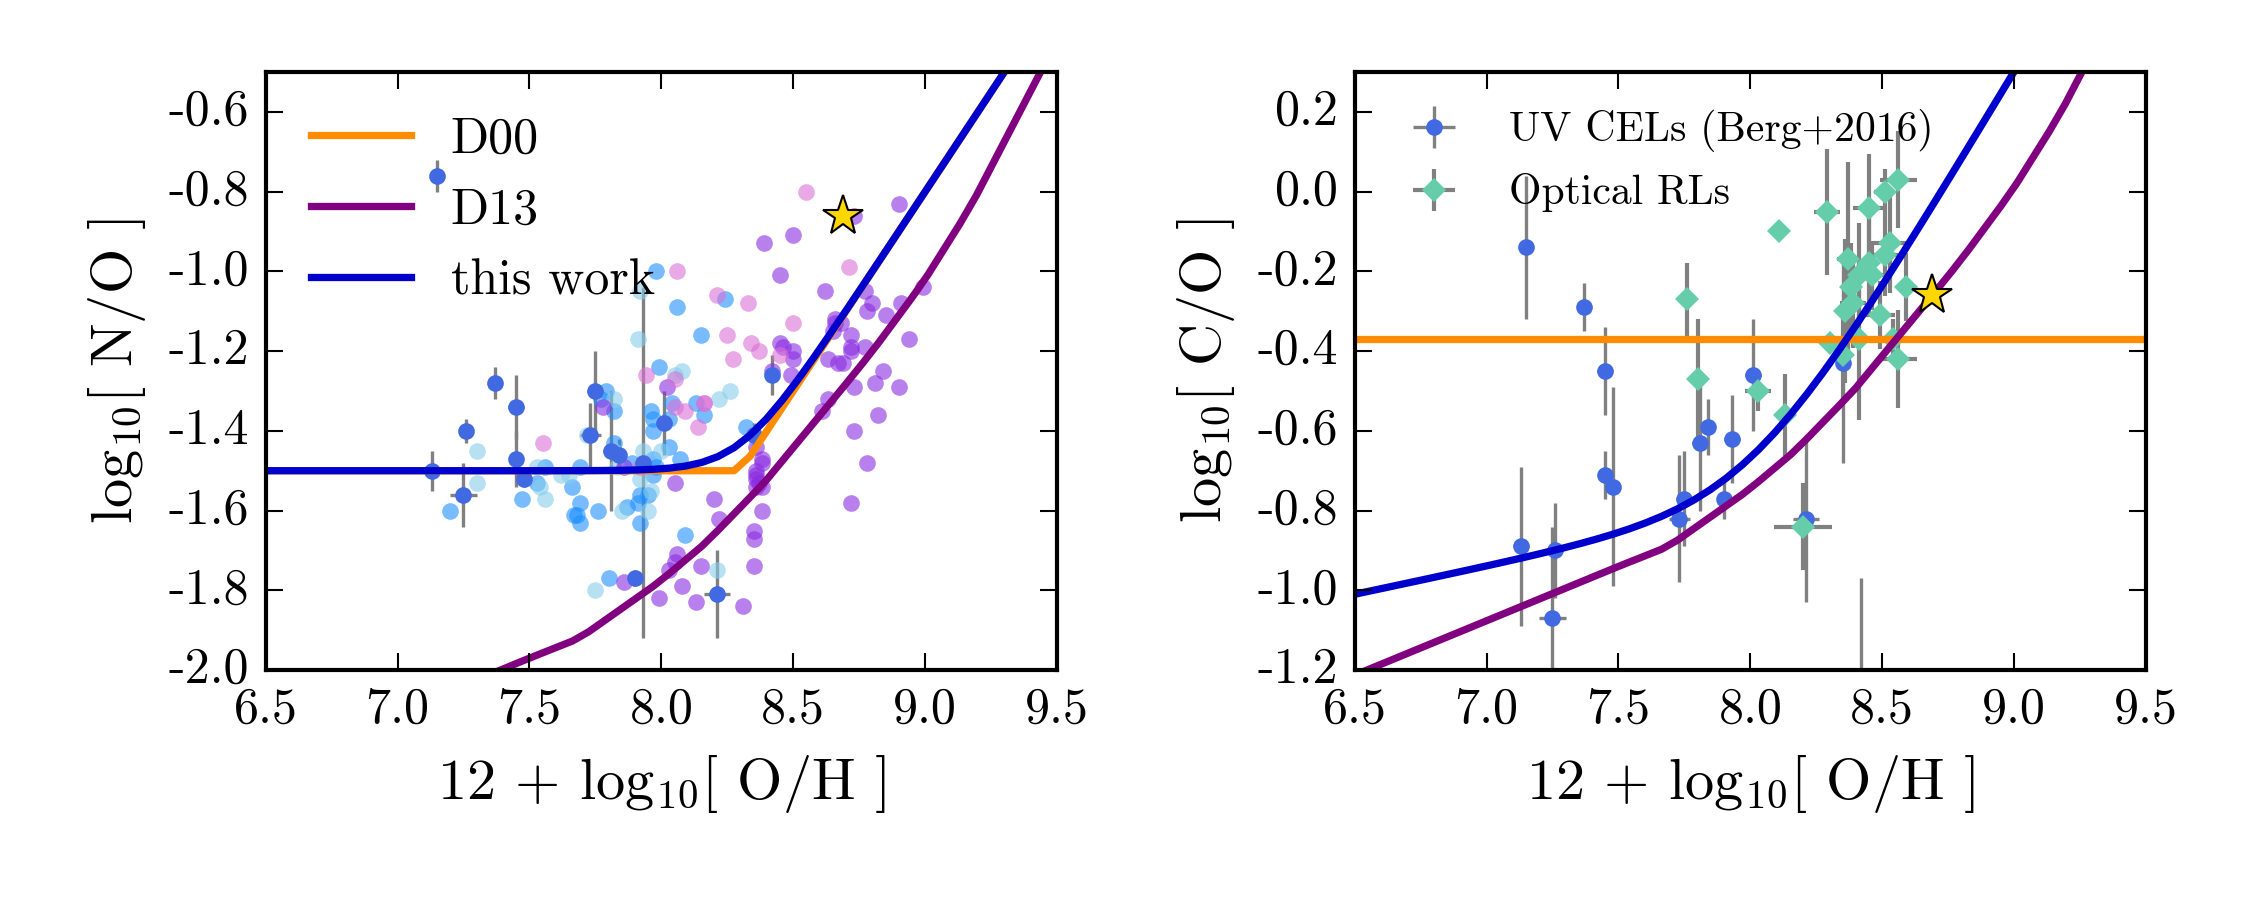 -0.6
-0.8
-1.0
-1.2
-1.4
-1.6
-1.8
-2.0
log10[ N/O ]
D00
D13
this work
6.5 7.0 7.5 8.0 8.5 9.0 9.5
12 + log10[ O/H ]
0.2
0.0
-0.2
-0.4
-0.6
-0.8
-1.0
-1.2
log10[ C/O ]
UV CELs (Berg+2016)
Optical RLs
6.5 7.0 7.5 8.0 8.5 9.0 9.5
12 + log10[ O/H ]